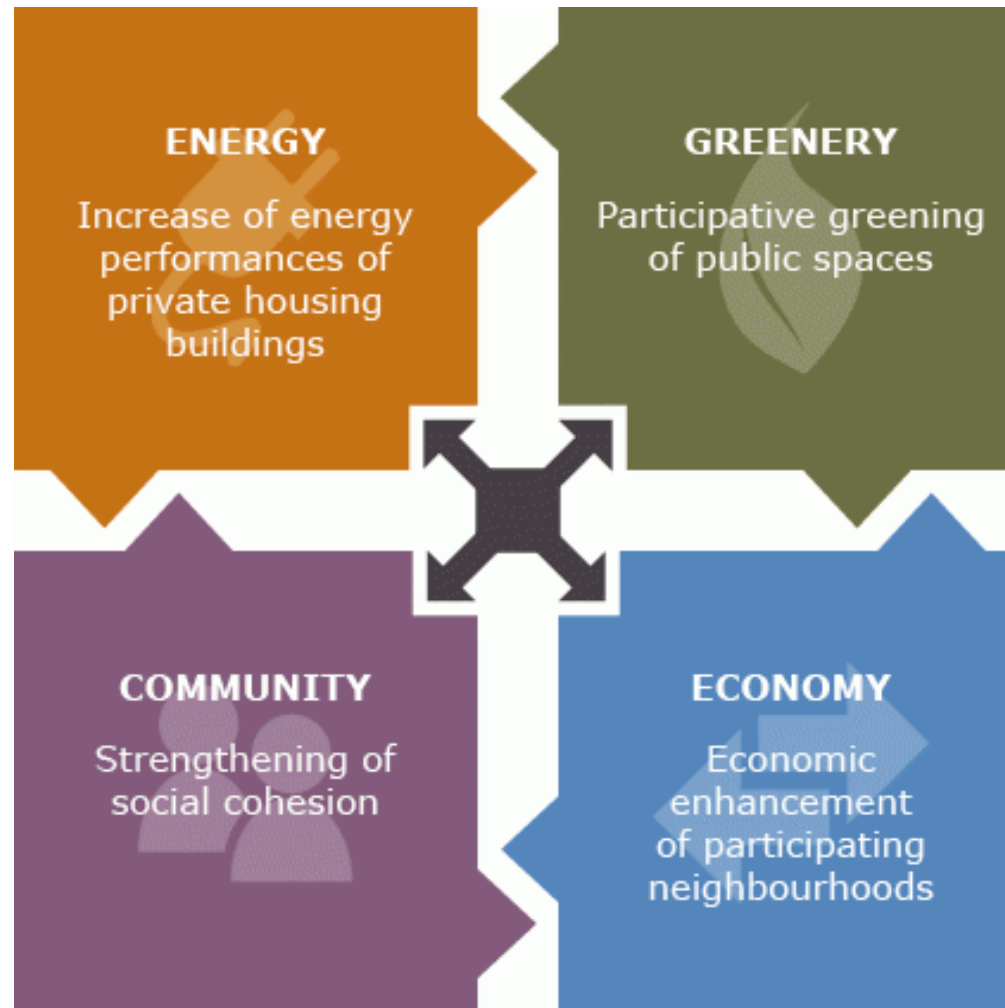 ENERGY
Increase of energy
performances of
private housing
buildings
GREENERY
Participative greening
of public spaces
COMMUNITY
Strengthening of
social cohesion
ECONOMY
Economic
enhancement
of participating
neighbourhoods